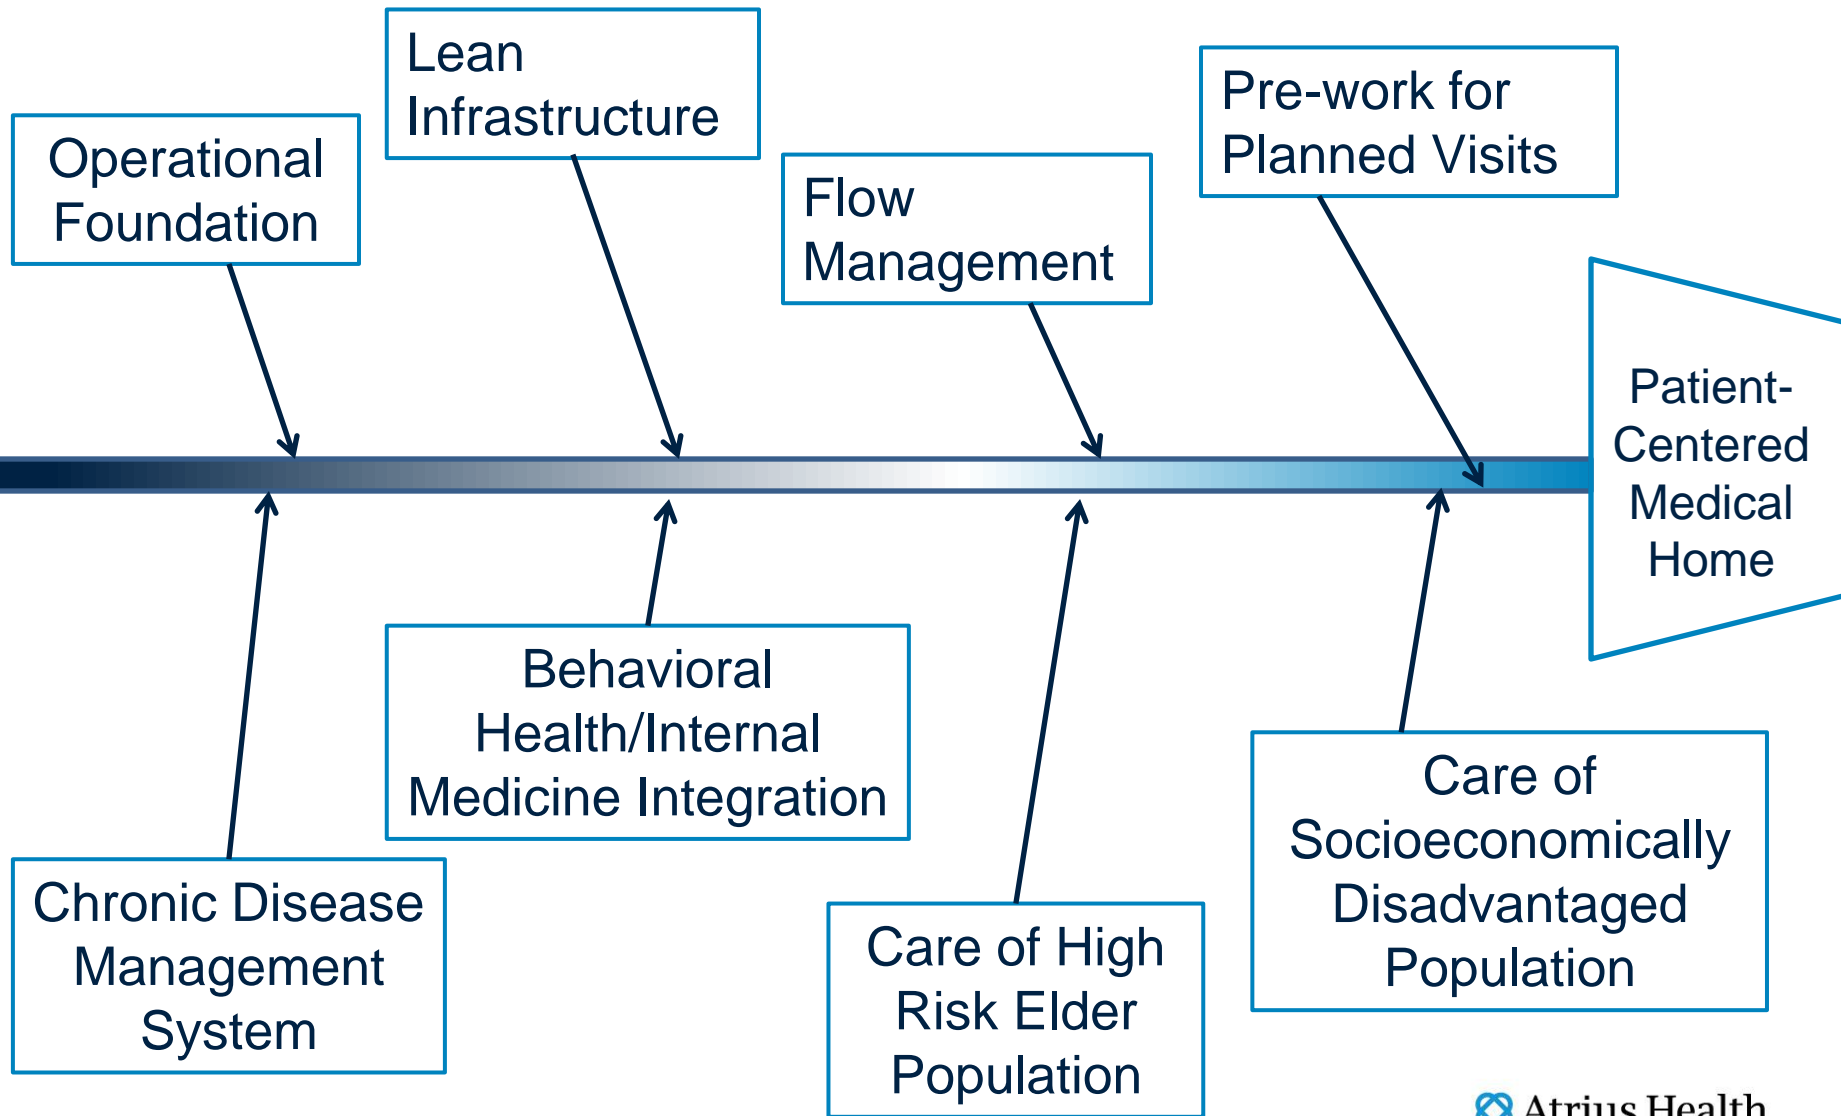 Lean
Infrastructure
Pre-work for
Planned Visits
Operational
Foundation
Flow
Management
Patient-
Centered
Medical
Home
Behavioral
Health/Internal
Medicine Integration
Care of
Socioeconomically
Disadvantaged
Population
Chronic Disease
Management
System
Care of High
Risk Elder
Population
Atrius Health